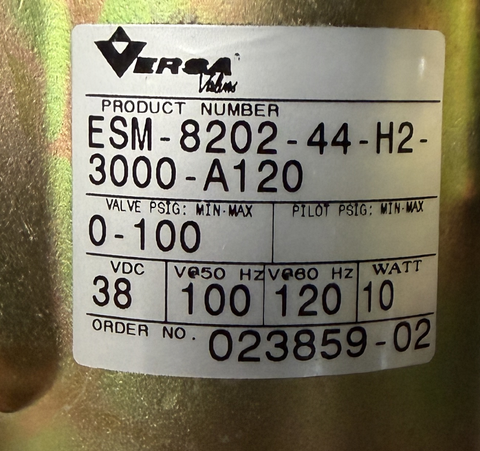 VERSA
Valves
PRODUCT NUMBER
ESM-8202-44-H2-
3000-A120
VALVE PSIG: MIN-MAX PILOT PSIG: MIN-MAX
0-100
VDC V@50 Hz V@60 Hz WATT
38 100 120 10
ORDER NO. 023859-02